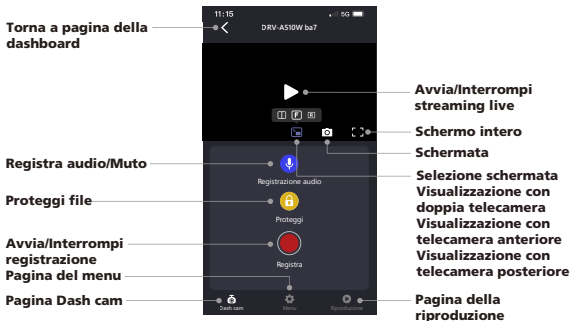 11:15
5G
DRV-A510W ba7
Torna a pagina della
dashboard
F
R
Avvia/Interrompi
streaming live
Schermo intero
Schermata
Registra audio/Muto
Registrazione audio
Selezione schermata
Visualizzazione con
doppia telecamera
Visualizzazione con
telecamera anteriore
Visualizzazione con
telecamera posteriore
Proteggi file
Proteggi
Avvia/Interrompi
registrazione
Registra
Pagina del menu
Pagina Dash cam
Dash cam
Menu
Riproduzione
Pagina della
riproduzione